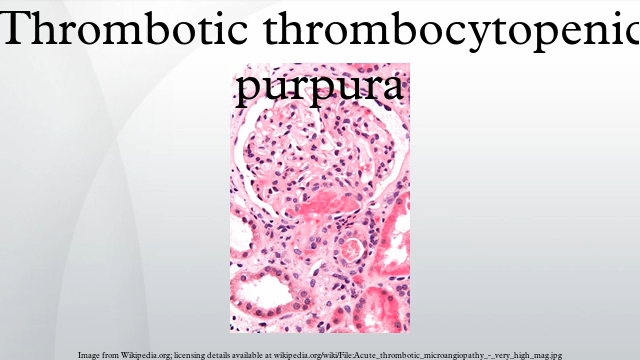 Thrombotic thrombocytopenic
purpura
Image from Wikipedia.org; licensing details available at wikipedia.org/wiki/File:Acute_thrombotic_microangiopathy_-_very_high_mag.jpg